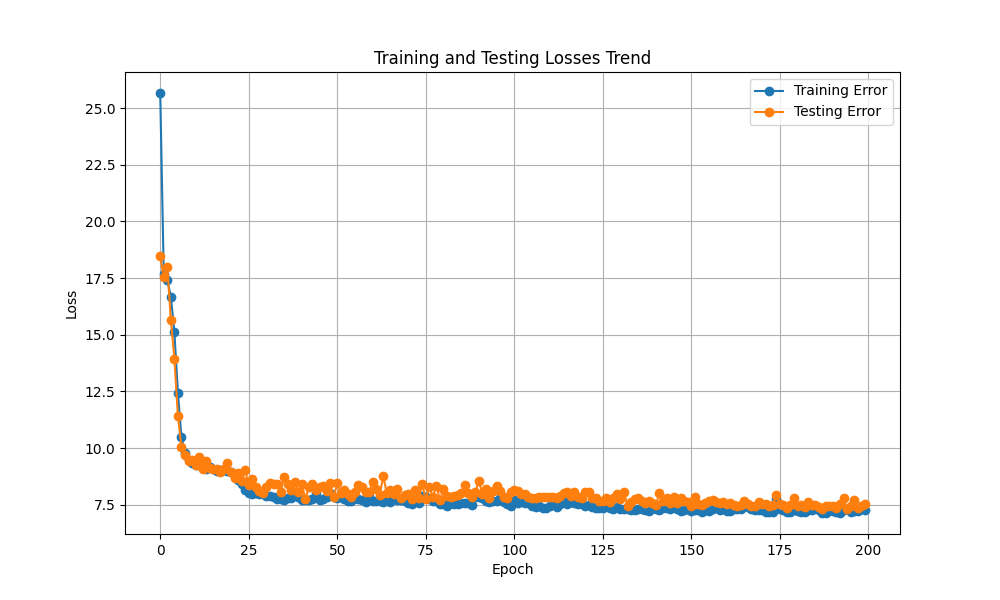 Training and Testing Losses Trend
Training Error
Testing Error
25.0
22.5
20.0
17.5
15.0
12.5
10.0
7.5
Loss
0 25 50 75 100 125 150 175 200
Epoch